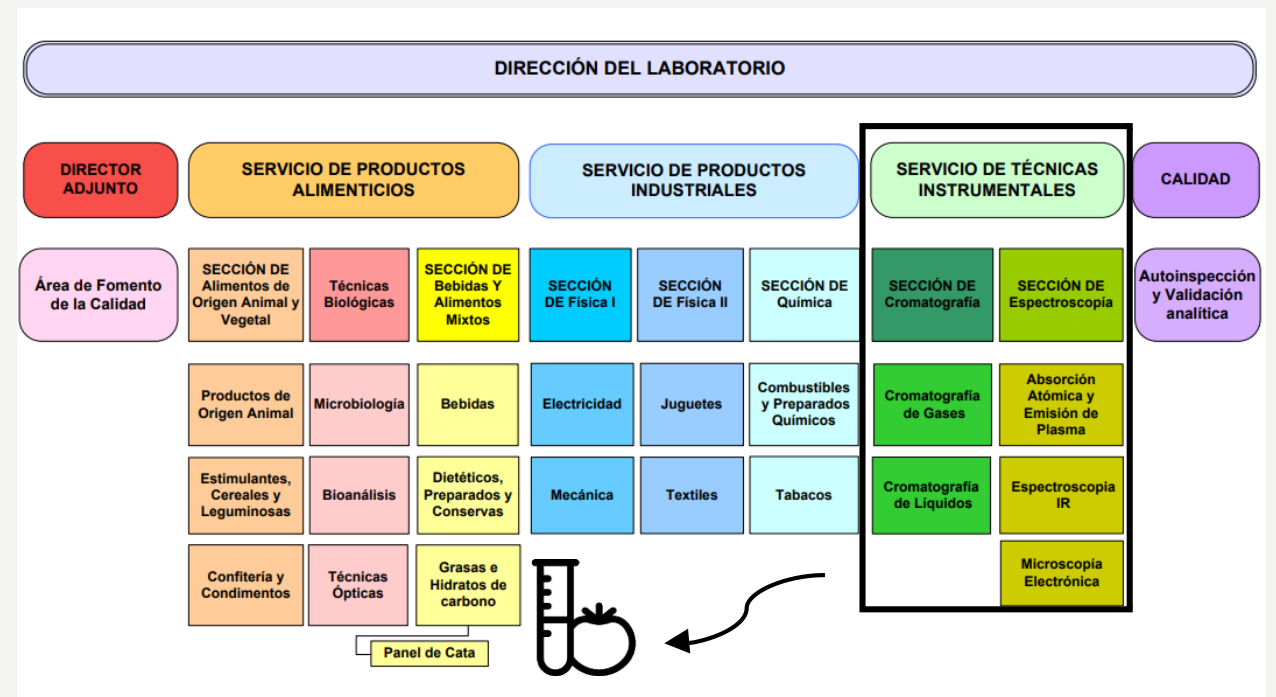 DIRECCIÓN DEL LABORATORIO
DIRECTOR
ADJUNTO
SERVICIO DE PRODUCTOS
ALIMENTICIOS
SERVICIO DE PRODUCTOS
INDUSTRIALES
SERVICIO DE TÉCNICAS
INSTRUMENTALES
CALIDAD
Área de Fomento
de la Calidad
SECCIÓN DE
Alimentos de
Origen Animal y
Vegetal
Técnicas
Biológicas
SECCIÓN DE
Bebidas Y
Alimentos
Mixtos
SECCIÓN
DE Física I
SECCIÓN
DE Física II
SECCIÓN DE
Química
SECCIÓN DE
Cromatografía
SECCIÓN DE
Espectroscopía
Autoinspección
y Validación
analítica
Productos de
Origen Animal
Microbiología
Bebidas
Electricidad
Juguetes
Combustibles
y Preparados
Químicos
Cromatografía
de Gases
Absorción
Atómica y
Emisión de
Plasma
Estimulantes,
Cereales y
Leguminosas
Bioanálisis
Dietéticos,
Preparados y
Conservas
Mecánica
Textiles
Tabacos
Cromatografía
de Líquidos
Espectroscopia
IR
Confitería y
Condimentos
Técnicas
Ópticas
Grasas e
Hidratos de
carbono
Microscopía
Electrónica
Panel de Cata